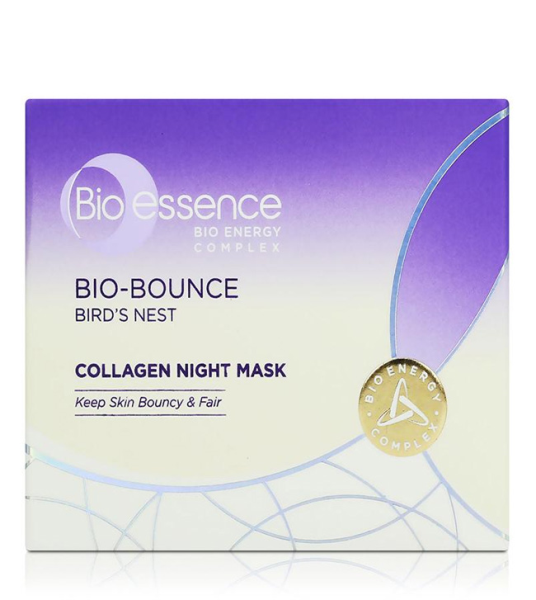 Bio essence
BIO ENERGY
COMPLEX
BIO-BOUNCE
BIRD'S NEST
COLLAGEN NIGHT MASK
Keep Skin Bouncy & Fair
BIO ENERGY
COMPLEX